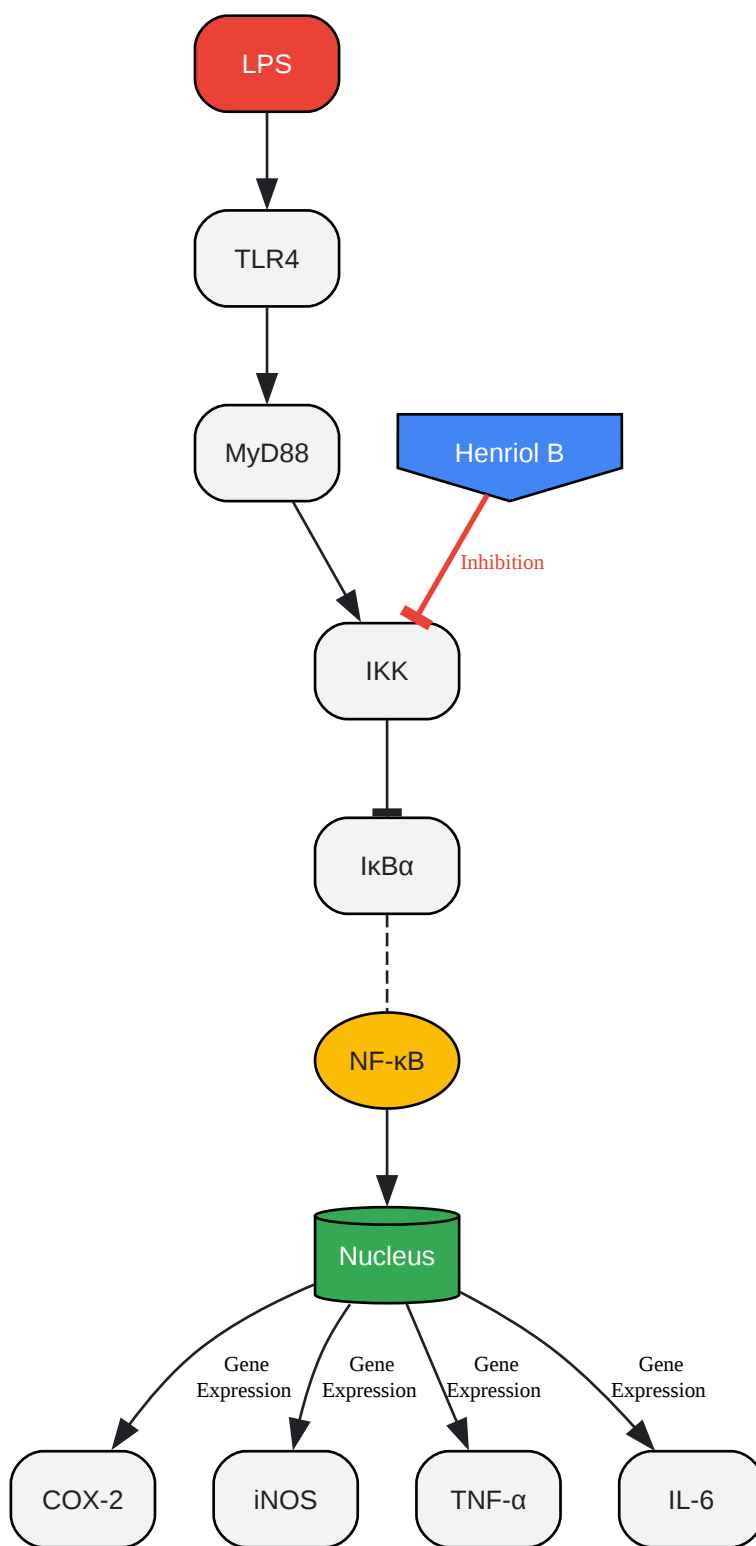 LPS
TLR4
MyD88
Henriol B
Inhibition
IKK
IκBα
NF-κB
Nucleus
Gene
Expression
Gene
Expression
Gene
Expression
Gene
Expression
COX-2
iNOS
TNF-α
IL-6